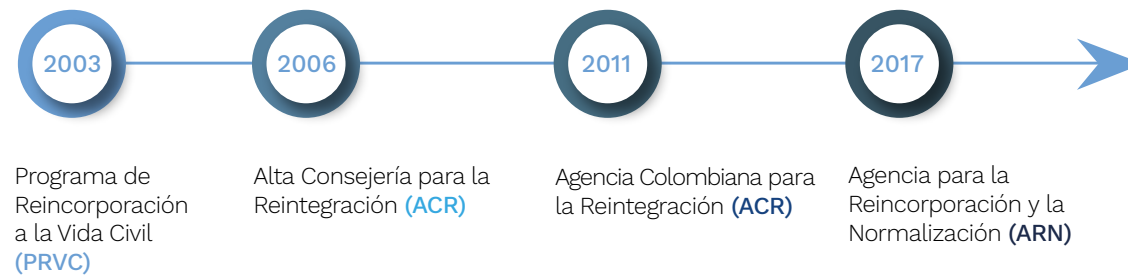 2003
2006
2011
2017
Programa de
Reincorporación
a la Vida Civil
(PRVC)
Alta Consejería para la
Reintegración (ACR)
Agencia Colombiana para
la Reintegración (ACR)
Agencia para la
Reincorporación y la
Normalización (ARN)